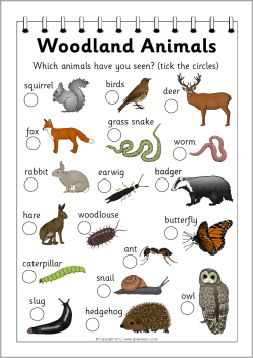 Woodland Animals
Which animals have you seen? (tick the circles)
squirrel
birds
deer
fox
grass snake
worm
rabbit
earwig
badger
hare
woodlouse
butterfly
caterpillar
ant
snail
owl
slug
hedgehog